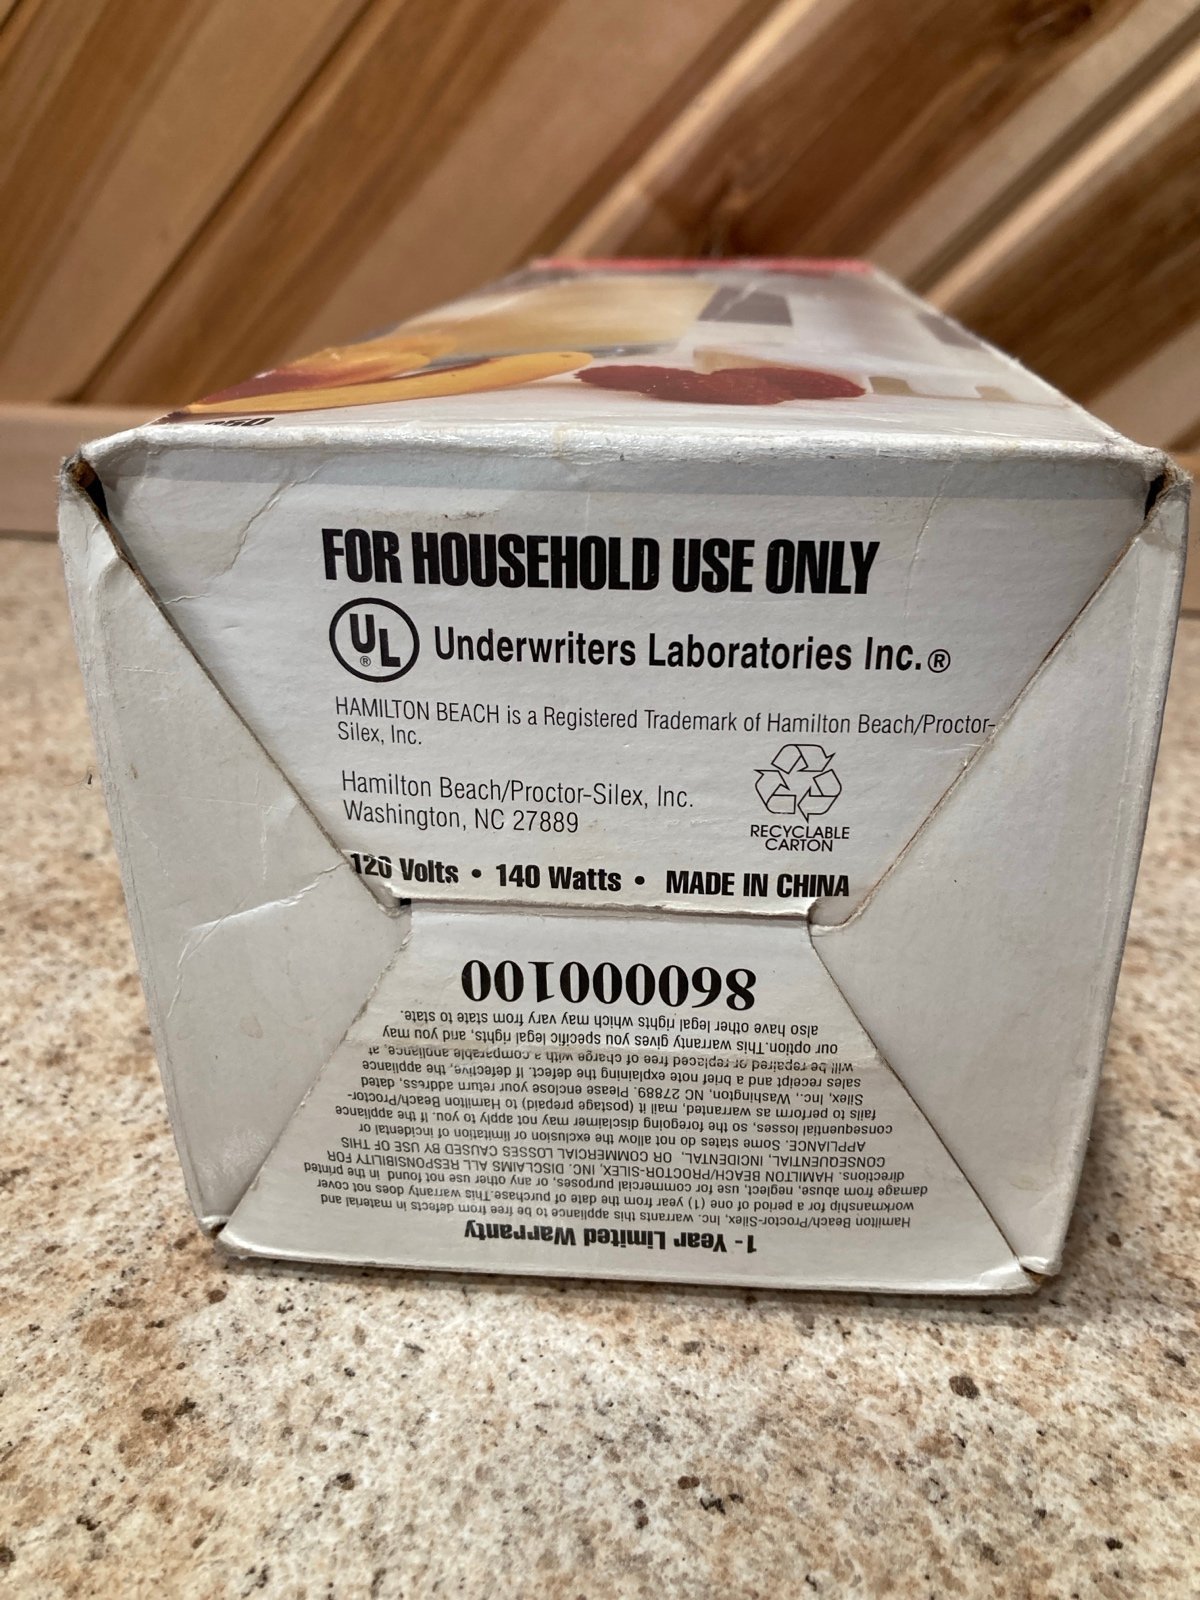 FOR HOUSEHOLD USE ONLY
UL
®
Underwriters Laboratories Inc.®
HAMILTON BEACH is a Registered Trademark of Hamilton Beach/Proctor-
Silex, Inc.
Hamilton Beach/Proctor-Silex, Inc.
Washington, NC 27889
RECYCLABLE
CARTON
120 Volts • 140 Watts • MADE IN CHINA
1 - Year Limited Warranty
Hamilton Beach/Proctor-Silex, Inc. warrants this appliance to be free from defects in material and
workmanship for a period of one (1) year from the date of purchase. This warranty does not cover
damage from abuse, neglect, use for commercial purposes, or any other use not found in the printed
directions. HAMILTON BEACH/PROCTOR-SILEX, INC. DISCLAIMS ALL RESPONSIBILITY FOR
CONSEQUENTIAL, INCIDENTAL, OR COMMERCIAL LOSSES CAUSED BY USE OF THIS
APPLIANCE. Some states do not allow the exclusion or limitation of incidental or
consequential losses, so the foregoing disclaimer may not apply to you. If the appliance
fails to perform as warranted, mail it (postage prepaid) to Hamilton Beach/Proctor-
Silex, Inc., Washington, NC 27889. Please enclose your return address, dated
sales receipt and a brief note explaining the defect. If defective, the appliance
will be repaired or replaced free of charge with a comparable appliance, at
our option. This warranty gives you specific legal rights, and you may
also have other legal rights which may vary from state to state.
860000100